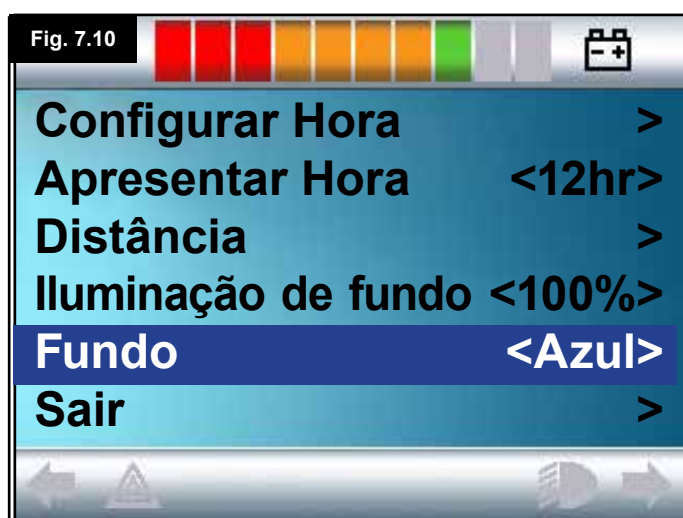 Fig. 7.10
Configurar Hora >
Apresentar Hora <12hr>
Distância >
Iluminação de fundo <100%>
Fundo <Azul>
Sair >